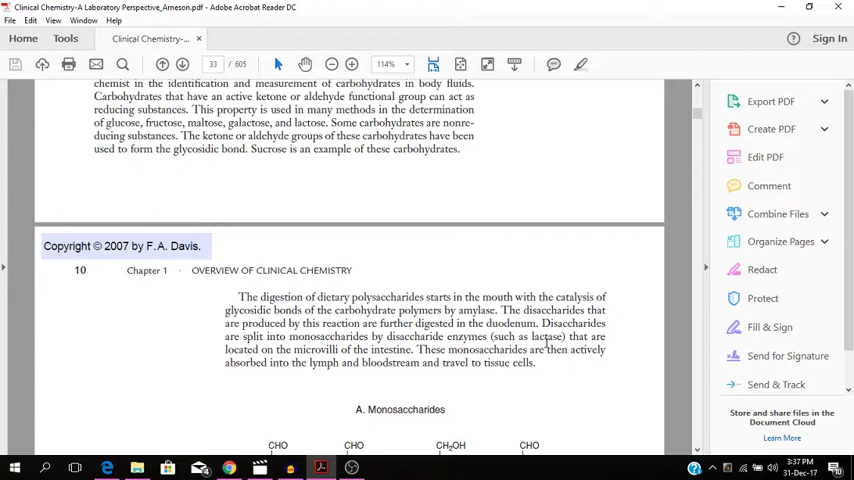 Clinical Chemistry-A Laboratory Perspective_Arneson.pdf - Adobe Acrobat Reader DC
File Edit View Window Help
Home Tools Clinical Chemistry-... × Sign In
33 / 605 114%
chemist in the identification and measurement of carbohydrates in body fluids.
Carbohydrates that have an active ketone or aldehyde functional group can act as
reducing substances. This property is used in many methods in the determination
of glucose, fructose, maltose, galactose, and lactose. Some carbohydrates are nonre-
ducing substances. The ketone or aldehyde groups of these carbohydrates have been
used to form the glycosidic bond. Sucrose is an example of these carbohydrates.
Copyright © 2007 by F.A. Davis.
10 Chapter 1 · OVERVIEW OF CLINICAL CHEMISTRY
The digestion of dietary polysaccharides starts in the mouth with the catalysis of
glycosidic bonds of the carbohydrate polymers by amylase. The disaccharides that
are produced by this reaction are further digested in the duodenum. Disaccharides
are split into monosaccharides by disaccharide enzymes (such as lactase) that are
located on the microvilli of the intestine. These monosaccharides are then actively
absorbed into the lymph and bloodstream and travel to tissue cells.
A. Monosaccharides
CHO CHO CH₂OH CHO
Export PDF
Create PDF
Edit PDF
Comment
Combine Files
Organize Pages
Redact
Protect
Fill & Sign
Send for Signature
Send & Track
Store and share files in the
Document Cloud
Learn More
3:37 PM
31-Dec-17
10